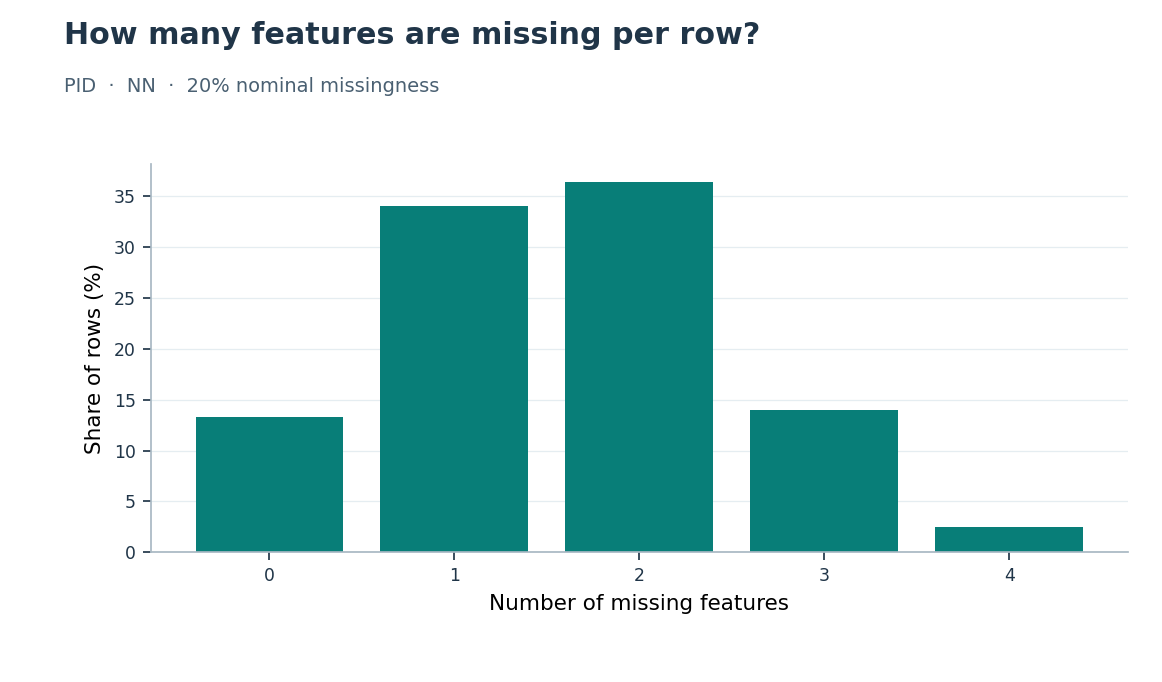 How many features are missing per row?
PID · NN · 20% nominal missingness
Share of rows (%)
35
30
25
20
15
10
5
0
0 1 2 3 4
Number of missing features